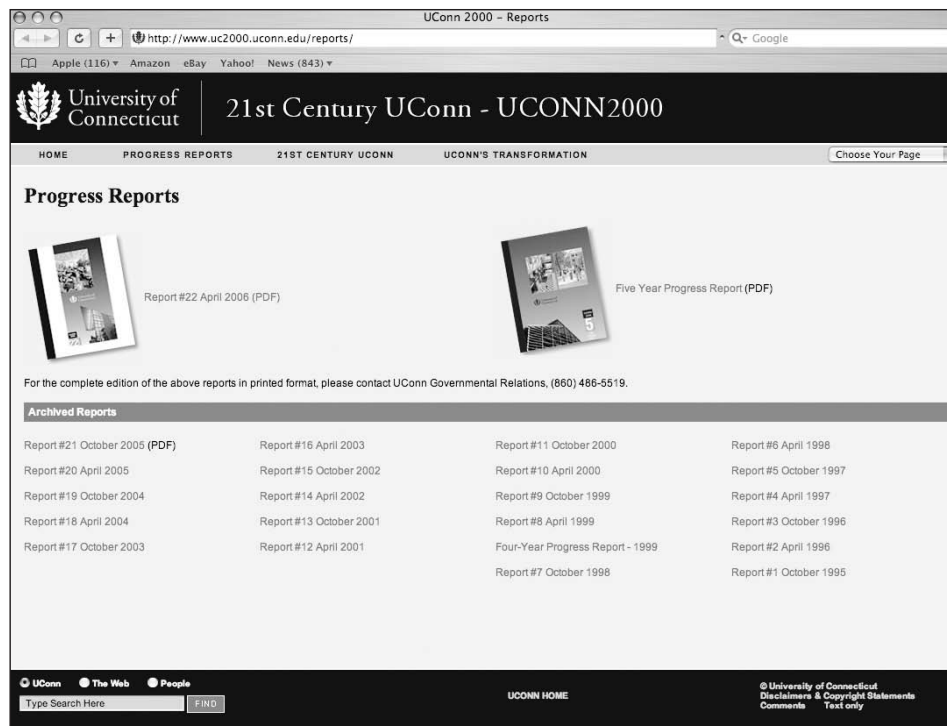 UConn 2000 – Reports
http://www.uc2000.uconn.edu/reports/
Google
Apple (116) Amazon eBay Yahoo! News (843)
University of
Connecticut
21st Century UConn - UCONN2000
HOME PROGRESS REPORTS 21ST CENTURY UCONN UCONN'S TRANSFORMATION Choose Your Page
Progress Reports
Report #22 April 2006 (PDF)
5
Five Year Progress Report (PDF)
For the complete edition of the above reports in printed format, please contact UConn Governmental Relations, (860) 486-5519.
Archived Reports
Report #21 October 2005 (PDF)
Report #20 April 2005
Report #19 October 2004
Report #18 April 2004
Report #17 October 2003
Report #16 April 2003
Report #15 October 2002
Report #14 April 2002
Report #13 October 2001
Report #12 April 2001
Report #11 October 2000
Report #10 April 2000
Report #9 October 1999
Report #8 April 1999
Four-Year Progress Report - 1999
Report #7 October 1998
Report #6 April 1998
Report #5 October 1997
Report #4 April 1997
Report #3 October 1996
Report #2 April 1996
Report #1 October 1995
UConn The Web People
Type Search Here FIND
UCONN HOME
© University of Connecticut
Disclaimers & Copyright Statements
Comments Text only